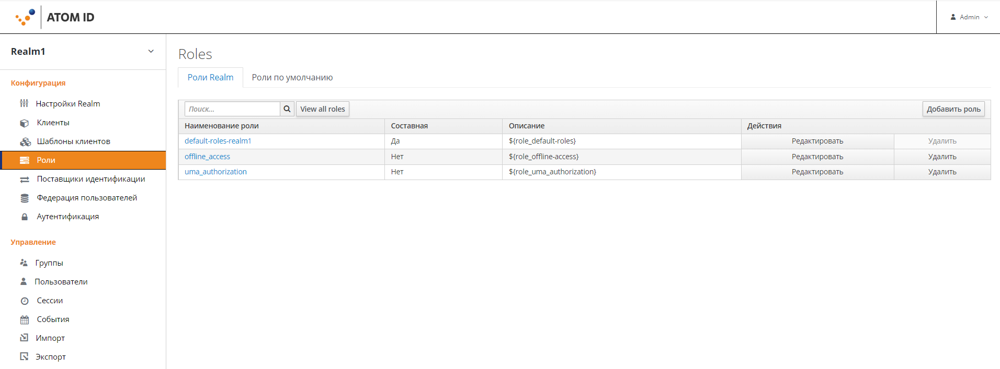 ATOM ID
Admin
Realm1
Конфигурация
Настройки Realm
Клиенты
Шаблоны клиентов
Роли
Поставщики идентификации
Федерация пользователей
Аутентификация
Управление
Группы
Пользователи
Сессии
События
Импорт
Экспорт
Roles
Роли Realm Роли по умолчанию
Поиск... View all roles Добавить роль
Наименование роли Составная Описание Действия
default-roles-realm1 Да ${role_default-roles} Редактировать Удалить
offline_access Нет ${role_offline-access} Редактировать Удалить
uma_authorization Нет ${role_uma_authorization} Редактировать Удалить